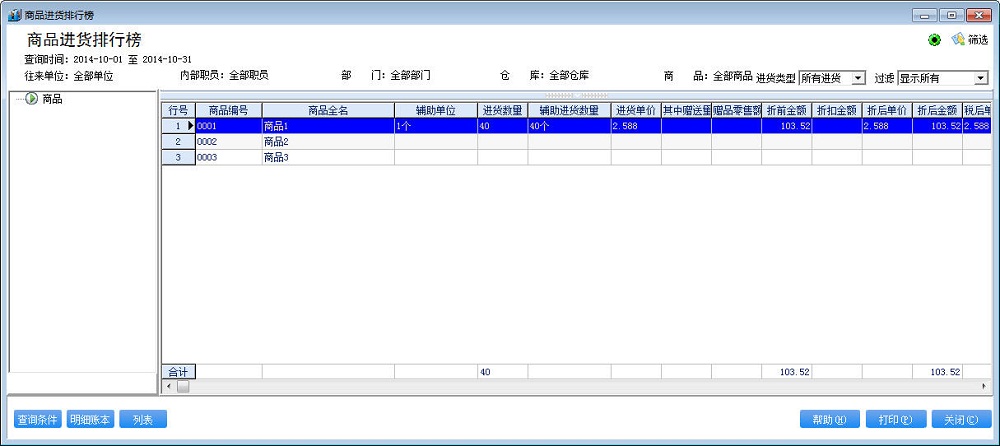 商品进货排行榜
商品进货排行榜
筛选
查询时间: 2014-10-01 至 2014-10-31
往来单位: 全部单位 内部职员: 全部职员 部 门: 全部部门 仓 库: 全部仓库 商 品: 全部商品 进货类型 所有进货 过滤 显示所有
商品
行号 商品编号 商品全名 辅助单位 进货数量 辅助进货数量 进货单价 其中赠送量 赠品零售额 折前金额 折扣金额 折后单价 折后金额 税后单
1 0001 商品1 1个 40 40个 2.588 103.52 2.588 103.52 2.588
2 0002 商品2
3 0003 商品3
合计 40 103.52 103.52
查询条件 明细账本 列表 帮助(H) 打印(P) 关闭(C)